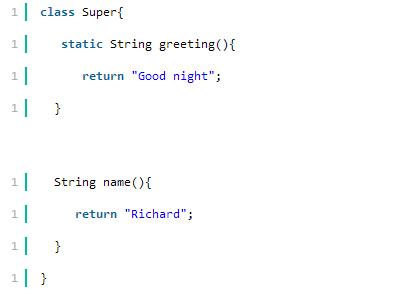 1 class Super{
1 static String greeting(){
1 return "Good night";
1 }
1 String name(){
1 return "Richard";
1 }
1 }